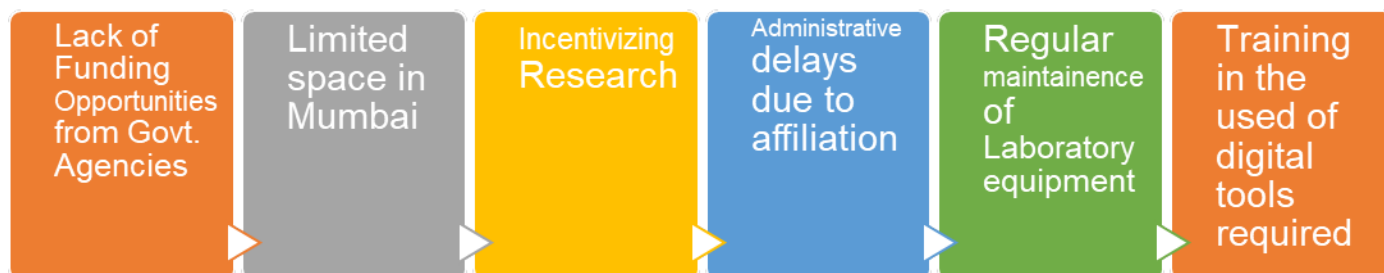 Lack of
Funding
Opportunities
from Govt.
Agencies
Limited
space in
Mumbai
Incentivizing
Research
Administrative
delays
due to
affiliation
Regular
maintainence
of
Laboratory
equipment
Training
in the
used of
digital
tools
required